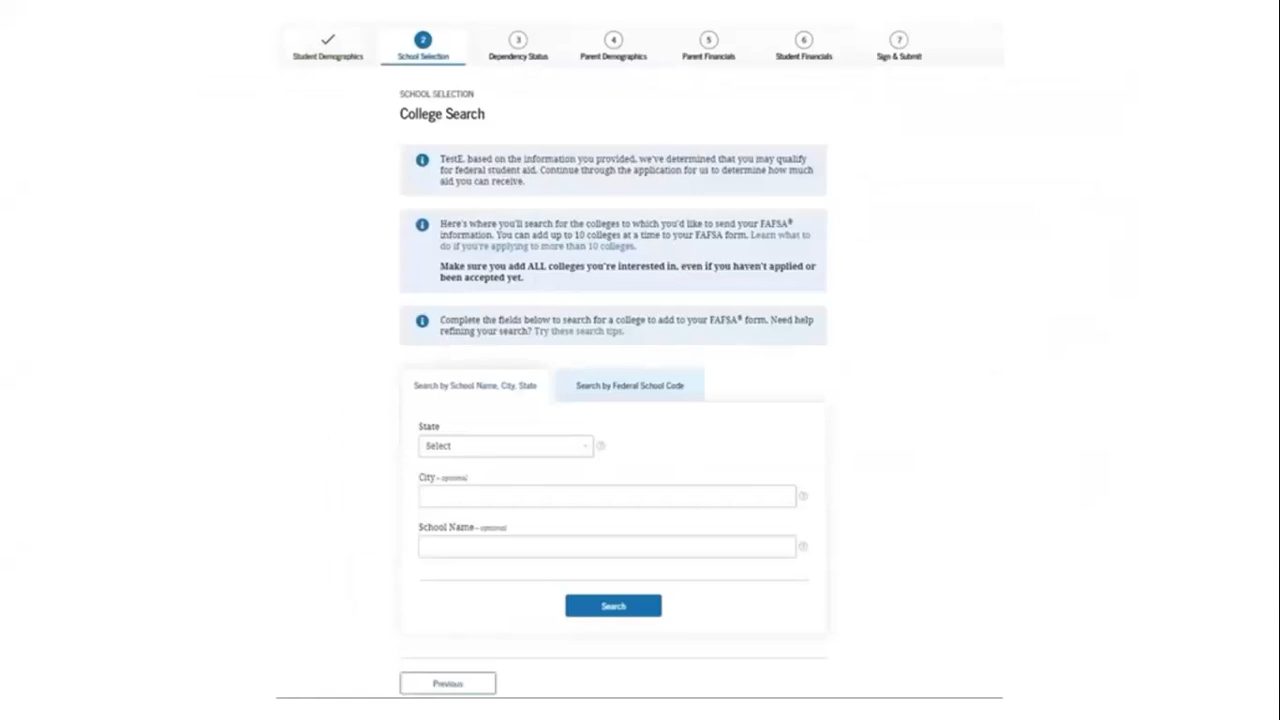 2 3 4 5 6 7
Student Demographics School Selection Dependency Status Parent Demographics Parent Financials Student Financials Sign & Submit
SCHOOL SELECTION
College Search
TestE, based on the information you provided, we've determined that you may qualify
for federal student aid. Continue through the application for us to determine how much
aid you can receive.
Here's where you'll search for the colleges to which you'd like to send your FAFSA®
information. You can add up to 10 colleges at a time to your FAFSA form. Learn what to
do if you're applying to more than 10 colleges.
Make sure you add ALL colleges you're interested in, even if you haven't applied or
been accepted yet.
Complete the fields below to search for a college to add to your FAFSA® form. Need help
refining your search? Try these search tips.
Search by School Name, City, State Search by Federal School Code
State
Select
City - optional
School Name - optional
Search
Previous